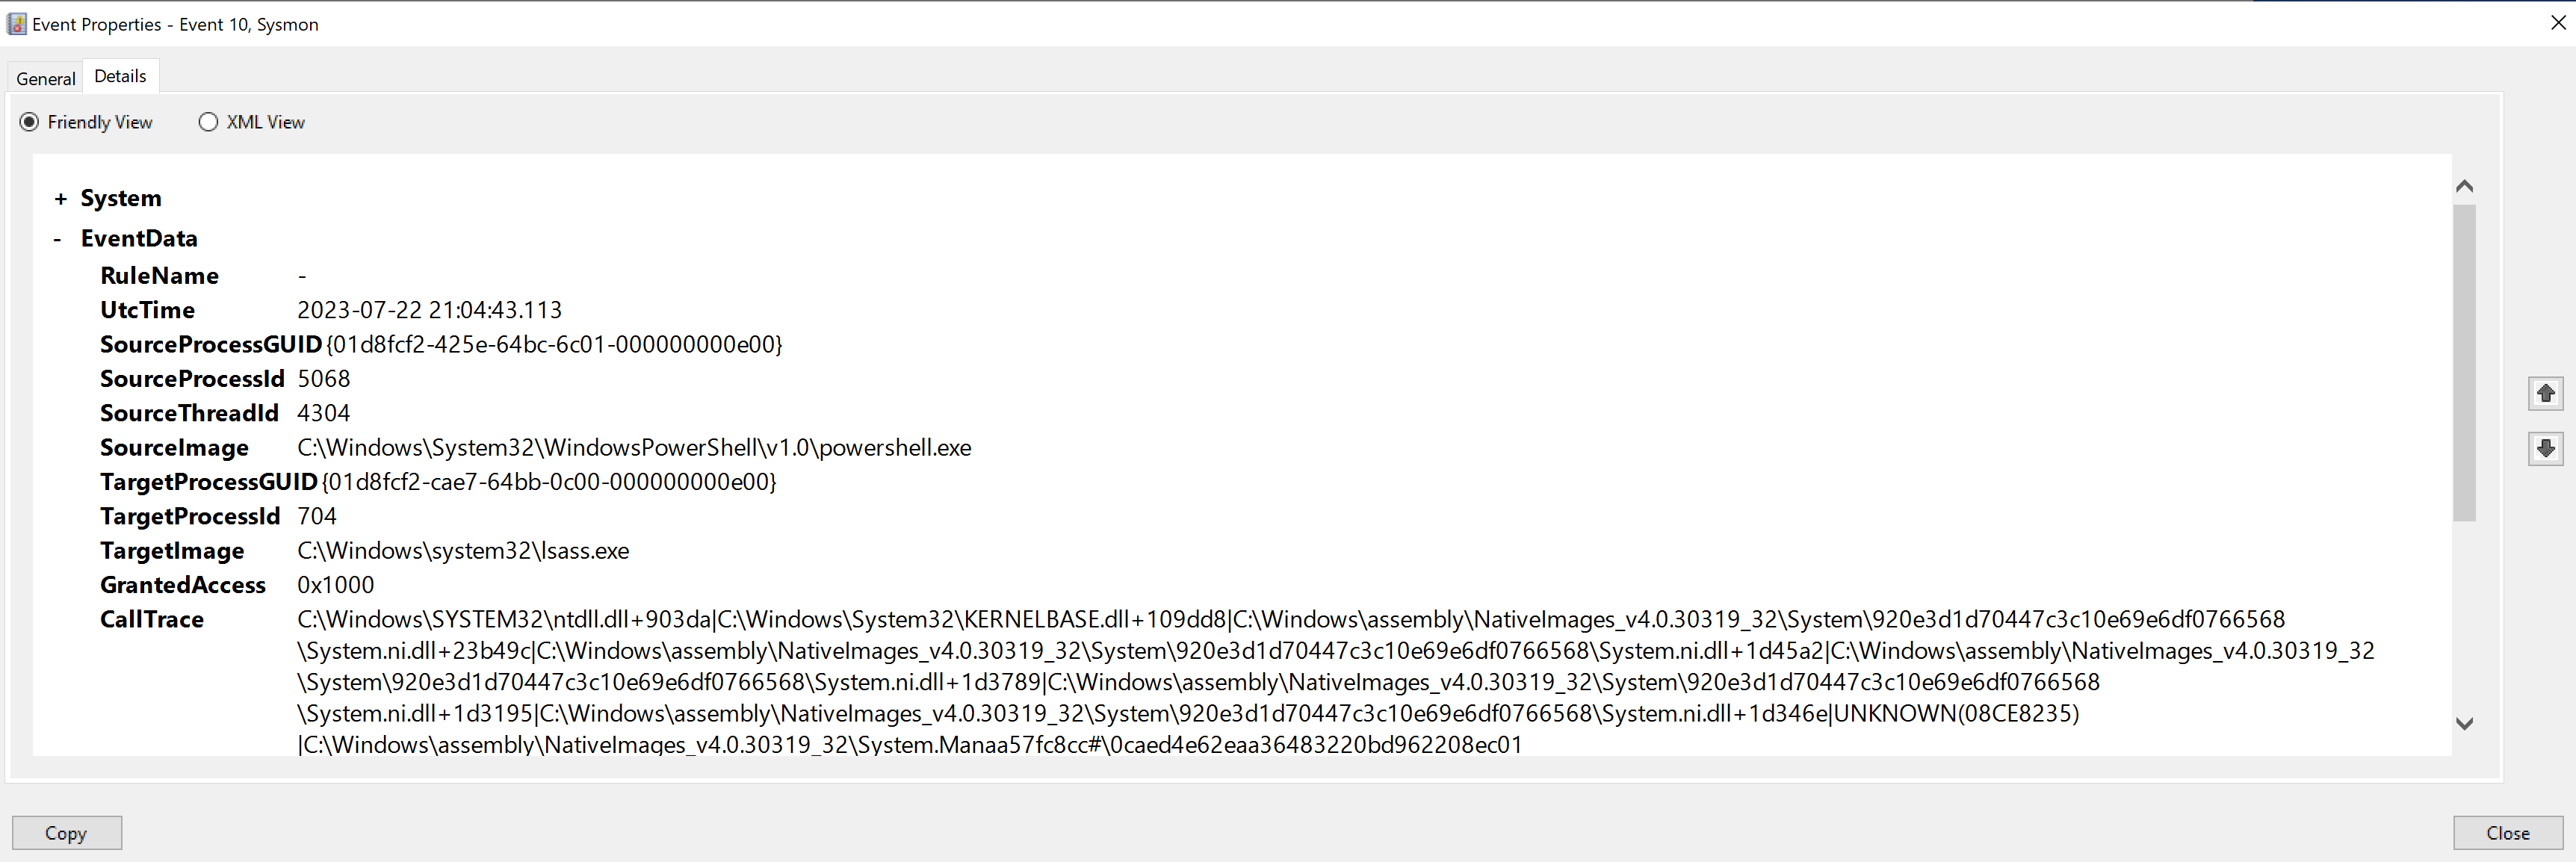 Event Properties - Event 10, Sysmon
General Details
Friendly View XML View
+ System
- EventData
RuleName -
UtcTime 2023-07-22 21:04:43.113
SourceProcessGUID {01d8fcf2-425e-64bc-6c01-000000000e00}
SourceProcessId 5068
SourceThreadId 4304
SourceImage C:\Windows\System32\WindowsPowerShell\v1.0\powershell.exe
TargetProcessGUID {01d8fcf2-cae7-64bb-0c00-000000000e00}
TargetProcessId 704
TargetImage C:\Windows\system32\lsass.exe
GrantedAccess 0x1000
CallTrace C:\Windows\SYSTEM32\ntdll.dll+903da|C:\Windows\System32\KERNELBASE.dll+109dd8|C:\Windows\assembly\NativeImages_v4.0.30319_32\System\920e3d1d70447c3c10e69e6df0766568
\System.ni.dll+23b49c|C:\Windows\assembly\NativeImages_v4.0.30319_32\System\920e3d1d70447c3c10e69e6df0766568\System.ni.dll+1d45a2|C:\Windows\assembly\NativeImages_v4.0.30319_32
\System\920e3d1d70447c3c10e69e6df0766568\System.ni.dll+1d3789|C:\Windows\assembly\NativeImages_v4.0.30319_32\System\920e3d1d70447c3c10e69e6df0766568
\System.ni.dll+1d3195|C:\Windows\assembly\NativeImages_v4.0.30319_32\System\920e3d1d70447c3c10e69e6df0766568\System.ni.dll+1d346e|UNKNOWN(08CE8235)
|C:\Windows\assembly\NativeImages_v4.0.30319_32\System.Manaa57fc8cc#\0caed4e62eaa36483220bd962208ec01
Copy Close